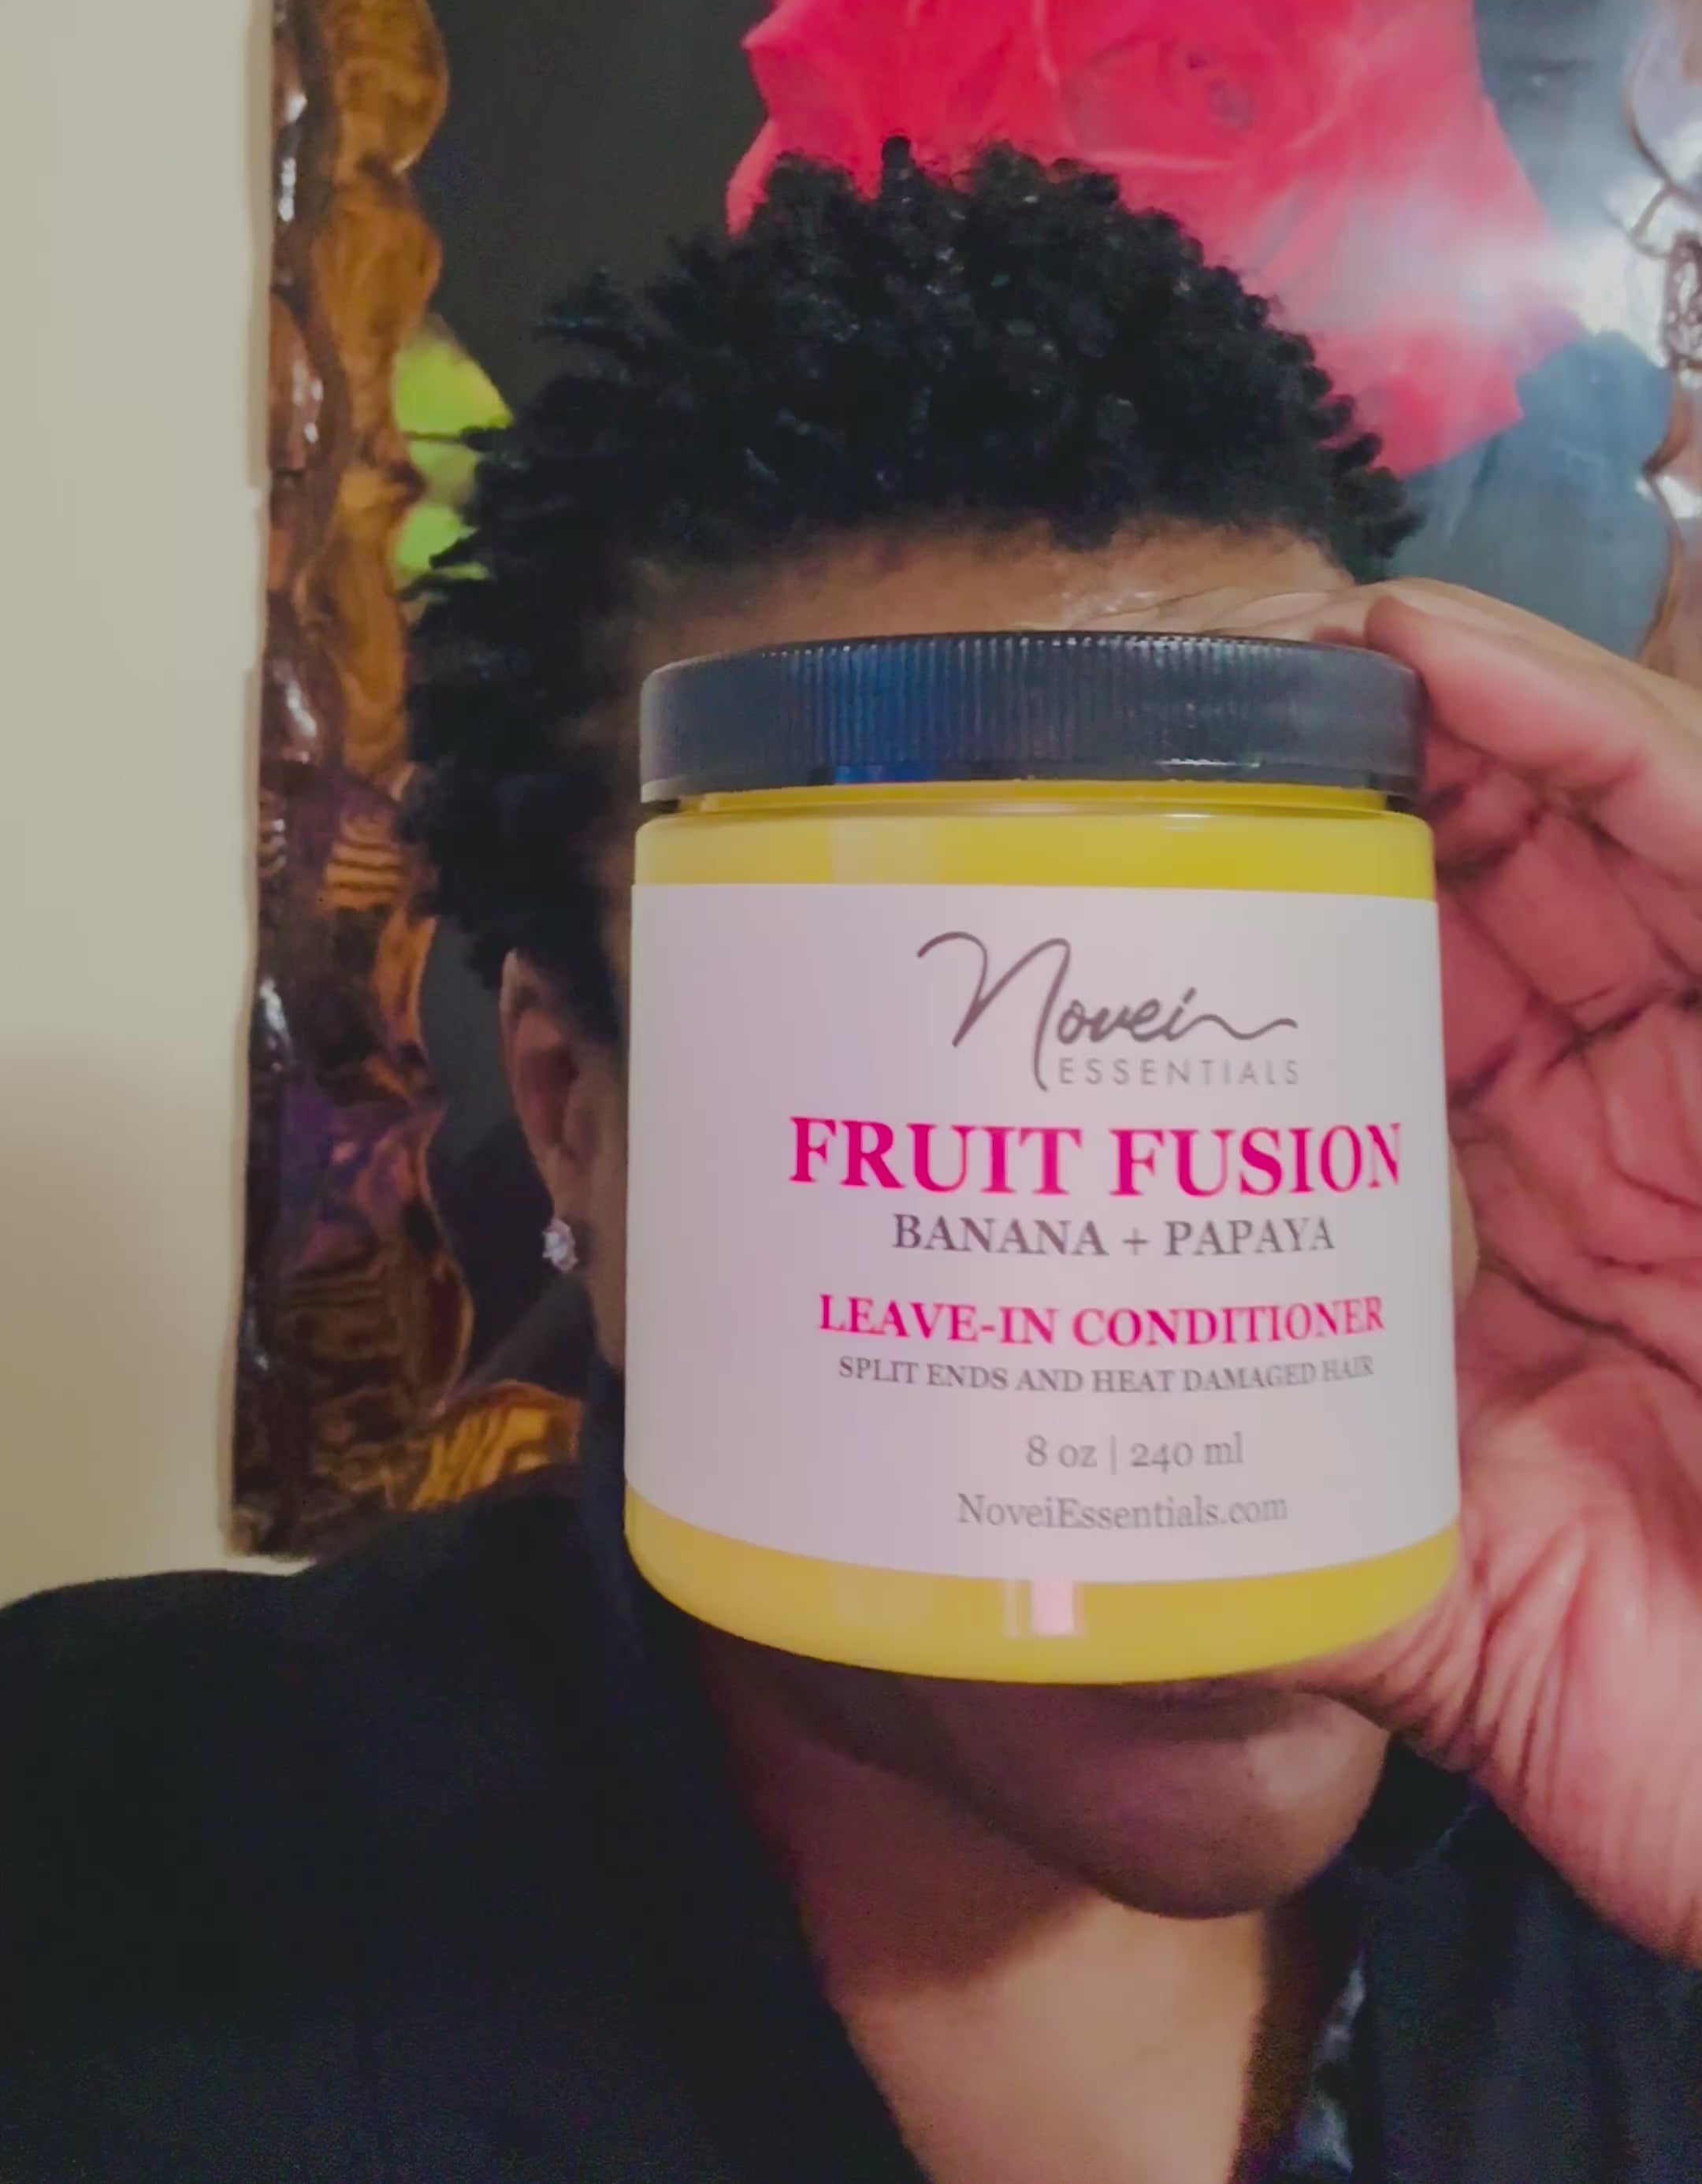 Novei
ESSENTIALS
FRUIT FUSION
BANANA + PAPAYA
LEAVE-IN CONDITIONER
SPLIT ENDS AND HEAT DAMAGED HAIR
8 oz | 240 ml
NoveiEssentials.com